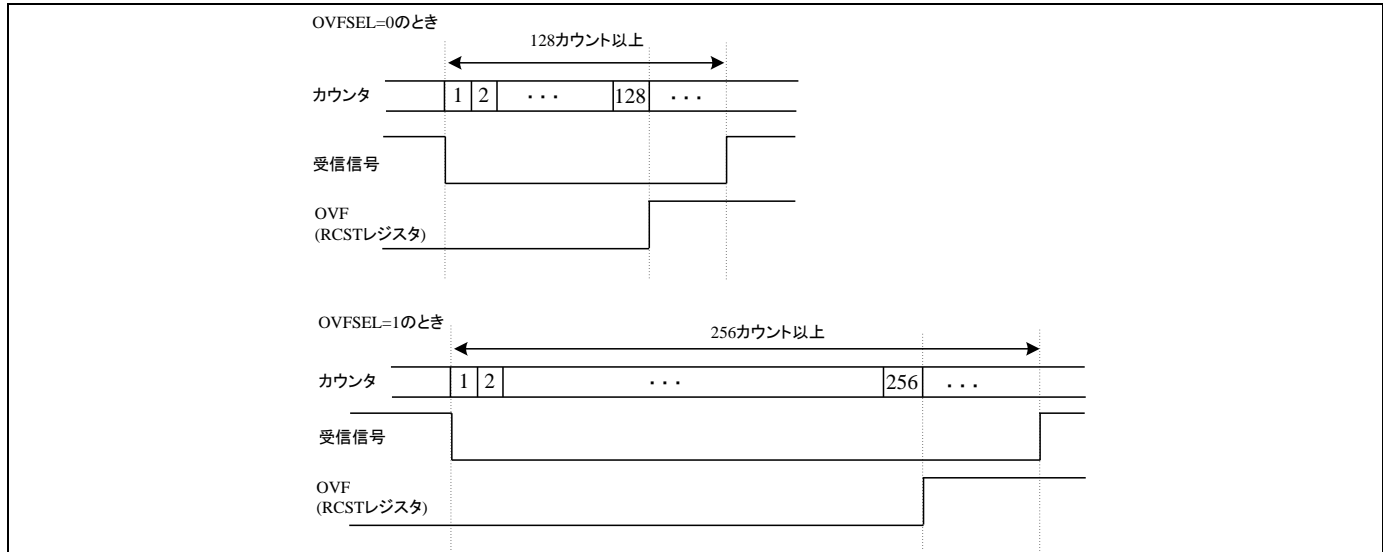 OVFSEL=0のとき
128カウント以上
カウンタ 1 2 ・・・ 128 ・・・
受信信号
OVF
(RCSTレジスタ)
OVFSEL=1のとき
256カウント以上
カウンタ 1 2 ・・・ 256 ・・・
受信信号
OVF
(RCSTレジスタ)